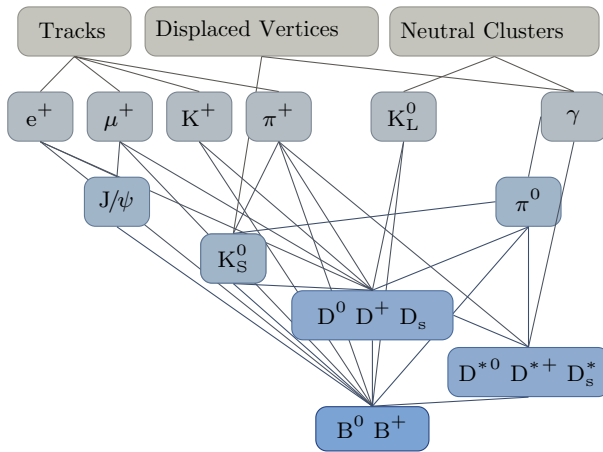 Tracks Displaced Vertices Neutral Clusters
e⁺ μ⁺ K⁺ π⁺ K⁰_L γ
J/ψ π⁰
K⁰_S
D⁰ D⁺ D_s
D*⁰ D*⁺ D*_s
B⁰ B⁺